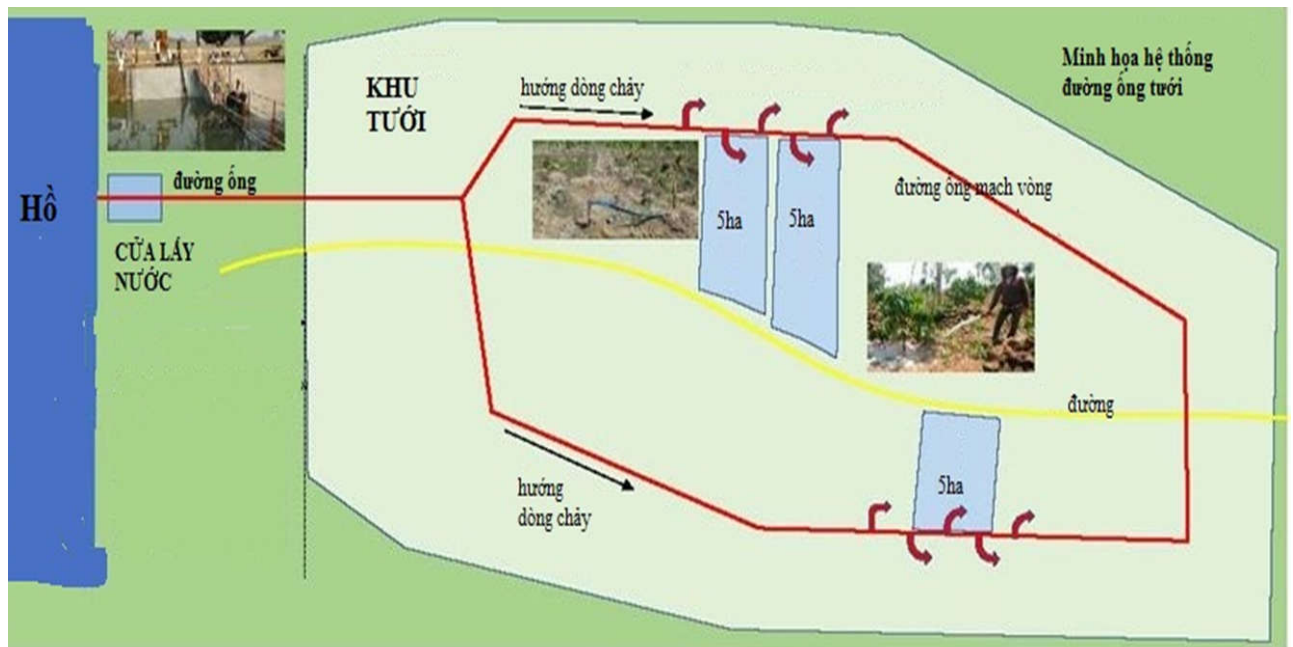 Minh họa hệ thống
đường ống tưới
KHU
TƯỚI
hướng dòng chảy
đường ống
Hồ
đường ông mạch vòng
5ha
5ha
CỬA LẤY
NƯỚC
đường
5ha
hướng
dòng chảy